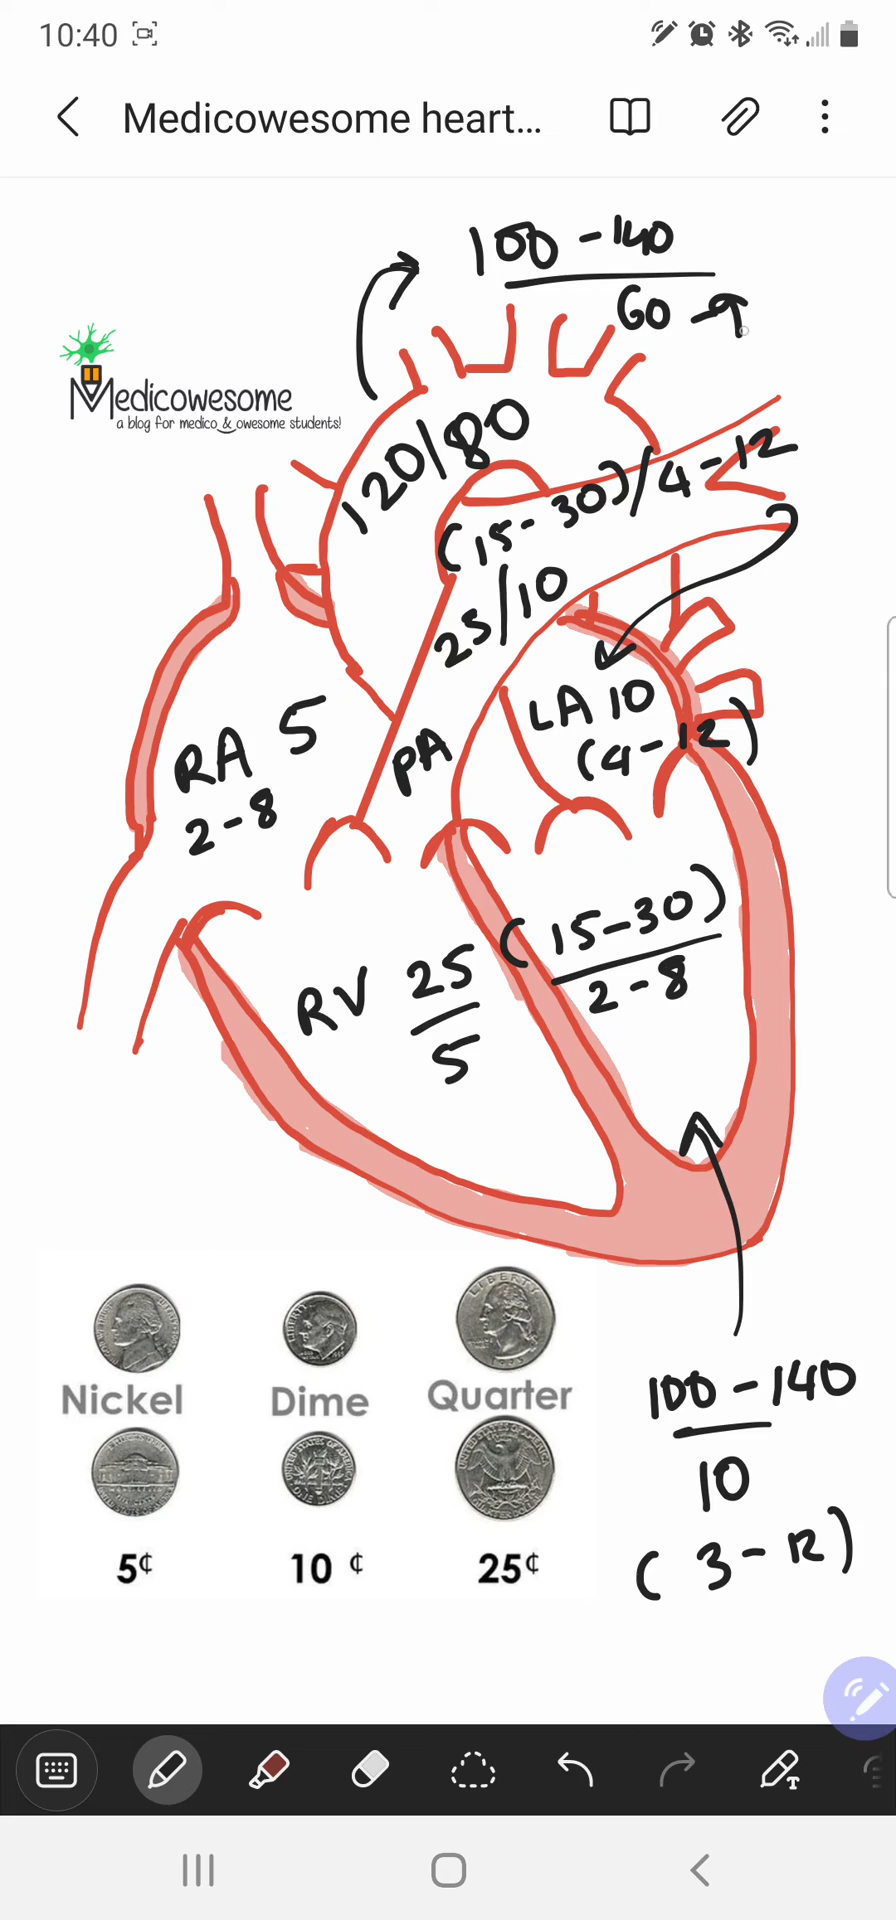 10:40
Medicowesome heart...
100-140
60-
Medicowesome
a blog for medico & owesome students!
120/80
(15-30)/4-12
25/10
LA 10
(4-12)
RA 5
2-8
PA
RV 25/5
(15-30)
2-8
100-140
10
(3-12)
Nickel Dime Quarter
5¢ 10 ¢ 25¢